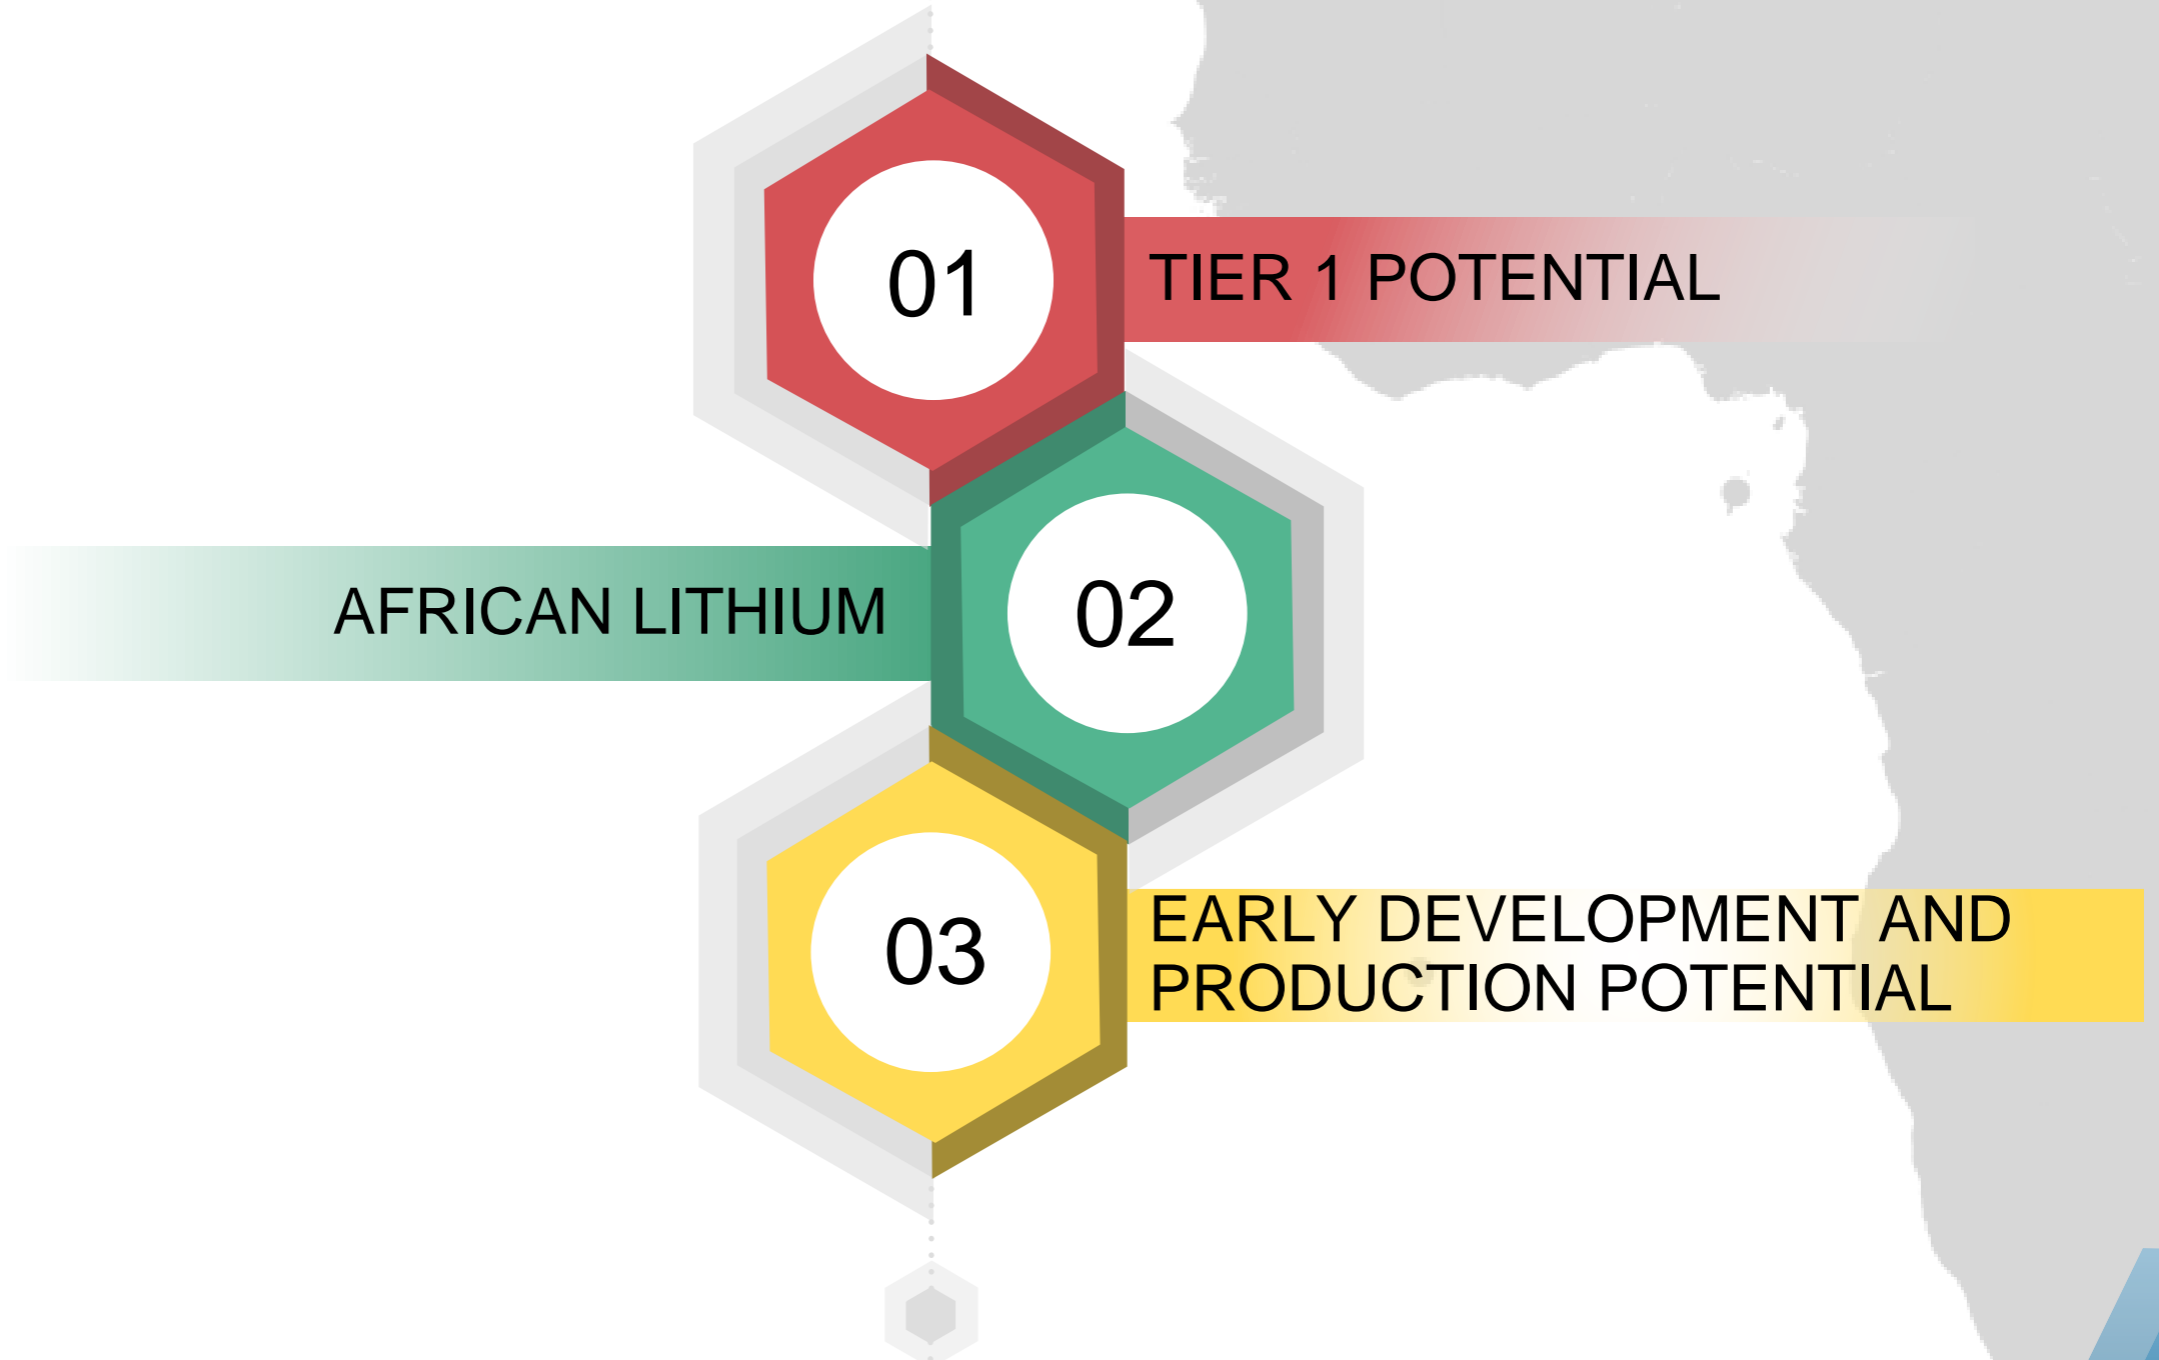 01
TIER 1 POTENTIAL
AFRICAN LITHIUM
02
03
EARLY DEVELOPMENT AND
PRODUCTION POTENTIAL